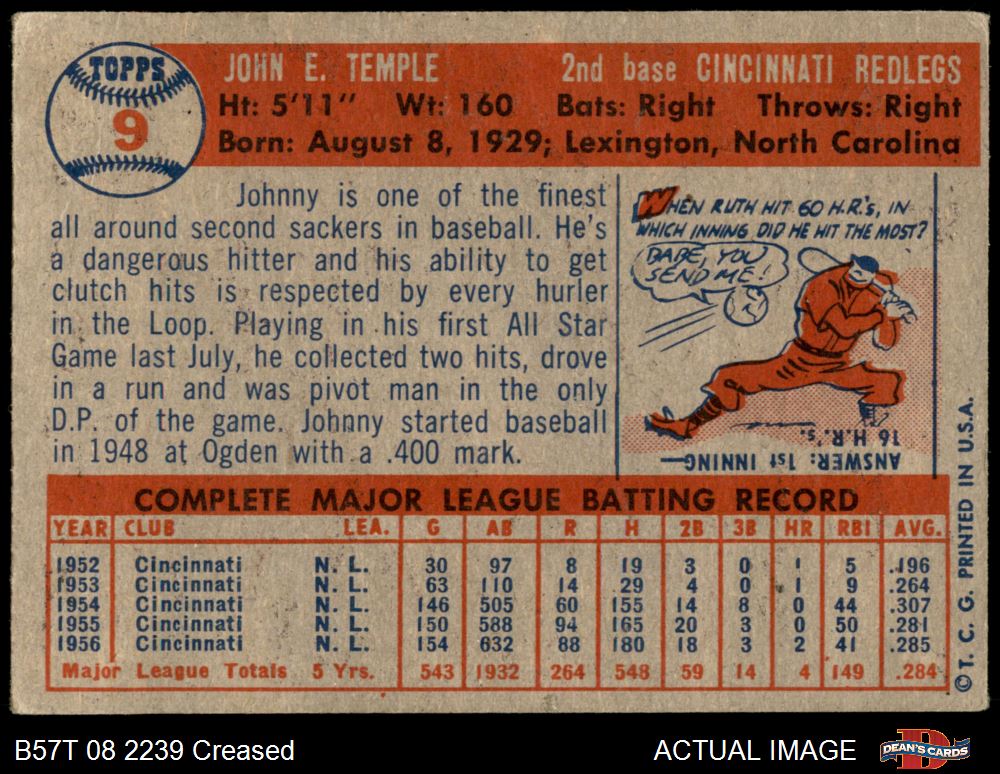 TOPPS
9
JOHN E. TEMPLE 2nd base CINCINNATI REDLEGS
Ht: 5'11" Wt: 160 Bats: Right Throws: Right
Born: August 8, 1929; Lexington, North Carolina
Johnny is one of the finest
all around second sackers in baseball. He's
a dangerous hitter and his ability to get
clutch hits is respected by every hurler
in the Loop. Playing in his first All Star
Game last July, he collected two hits, drove
in a run and was pivot man in the only
D.P. of the game. Johnny started baseball
in 1948 at Ogden with a .400 mark.
WHEN RUTH HIT 60 H.R.'s, IN
WHICH INNING DID HE HIT THE MOST?
BABE, YOU
SEND ME!
ANSWER: 1st INNING—
16 H.R.'s.
COMPLETE MAJOR LEAGUE BATTING RECORD
YEAR CLUB LEA. G AB R H 2B 3B HR RBI AVG.
1952 Cincinnati N. L. 30 97 8 19 3 0 1 5 .196
1953 Cincinnati N. L. 63 110 14 29 4 0 1 9 .264
1954 Cincinnati N. L. 146 505 60 155 14 8 0 44 .307
1955 Cincinnati N. L. 150 588 94 165 20 3 0 50 .281
1956 Cincinnati N. L. 154 632 88 180 18 3 2 41 .285
Major League Totals 5 Yrs. 543 1932 264 548 59 14 4 149 .284
©T. C. G. PRINTED IN U.S.A.
B57T 08 2239 Creased
ACTUAL IMAGE
DEAN'S CARDS